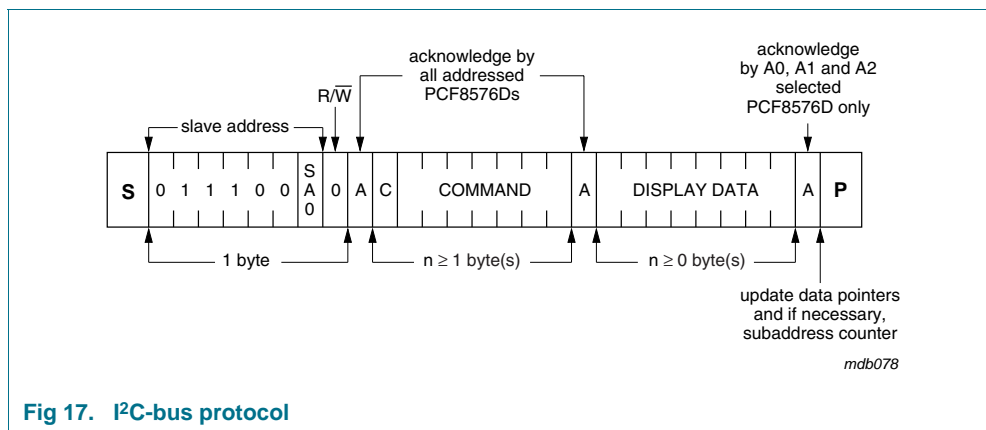 acknowledge by
all addressed
PCF8576Ds
acknowledge
by A0, A1 and A2
selected
PCF8576D only
R/W̅
slave address
S 0 1 1 1 0 0 SA0 0 A C COMMAND A DISPLAY DATA A P
1 byte
n ≥ 1 byte(s)
n ≥ 0 byte(s)
update data pointers
and if necessary,
subaddress counter
mdb078
Fig 17. I²C-bus protocol